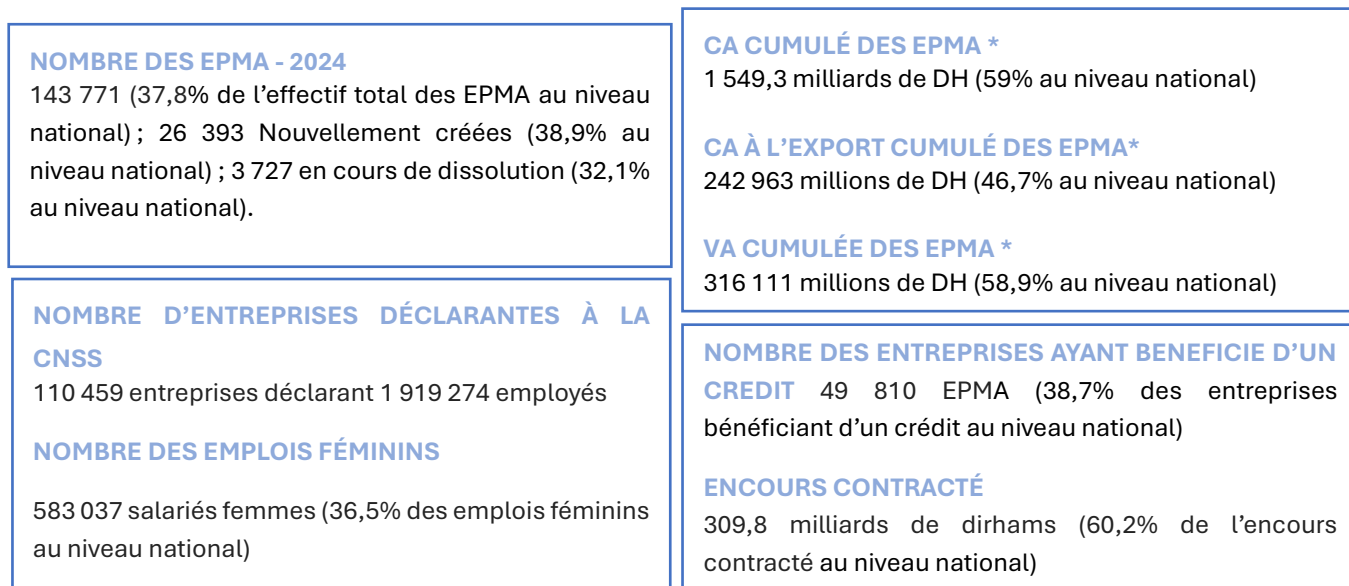 NOMBRE DES EPMA - 2024
143 771 (37,8% de l’effectif total des EPMA au niveau
national) ; 26 393 Nouvellement créées (38,9% au
niveau national) ; 3 727 en cours de dissolution (32,1%
au niveau national).
NOMBRE D’ENTREPRISES DÉCLARANTES À LA
CNSS
110 459 entreprises déclarant 1 919 274 employés
NOMBRE DES EMPLOIS FÉMININS
583 037 salariés femmes (36,5% des emplois féminins
au niveau national)
CA CUMULÉ DES EPMA *
1 549,3 milliards de DH (59% au niveau national)
CA À L’EXPORT CUMULÉ DES EPMA*
242 963 millions de DH (46,7% au niveau national)
VA CUMULÉE DES EPMA *
316 111 millions de DH (58,9% au niveau national)
NOMBRE DES ENTREPRISES AYANT BENEFICIE D’UN
CREDIT 49 810 EPMA (38,7% des entreprises
bénéficiant d’un crédit au niveau national)
ENCOURS CONTRACTÉ
309,8 milliards de dirhams (60,2% de l’encours
contracté au niveau national)